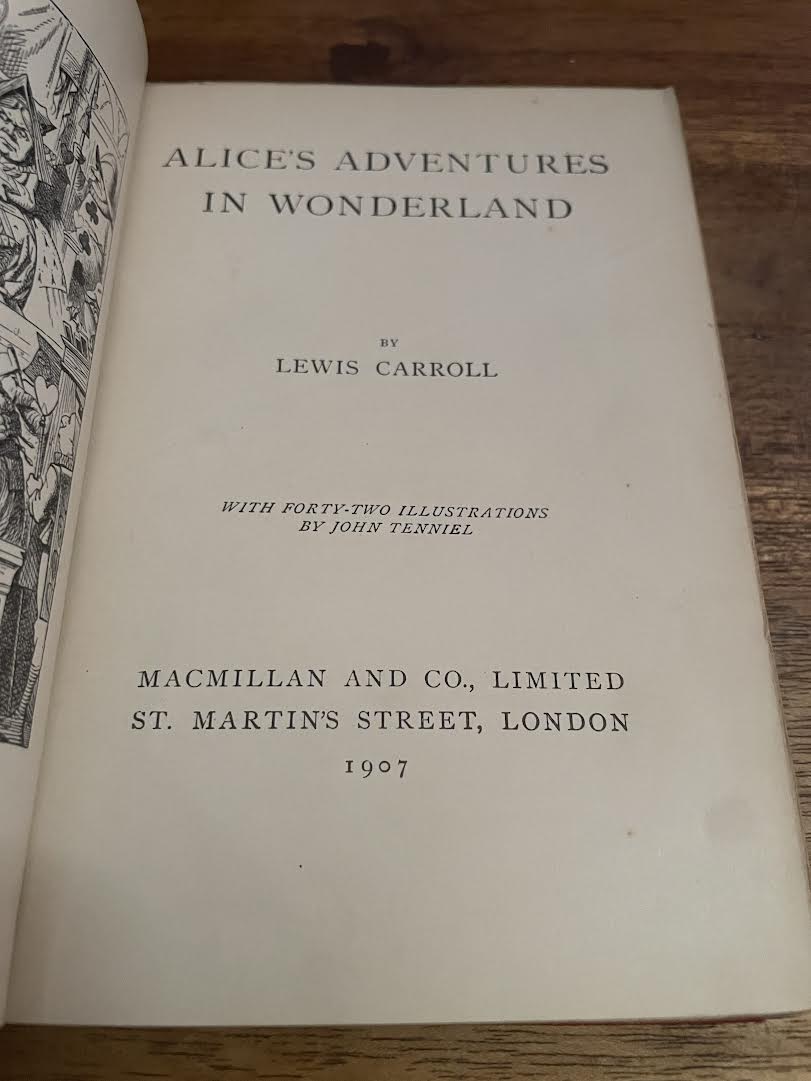 ALICE'S ADVENTURES
IN WONDERLAND
BY
LEWIS CARROLL
WITH FORTY-TWO ILLUSTRATIONS
BY JOHN TENNIEL
MACMILLAN AND CO., LIMITED
ST. MARTIN'S STREET, LONDON
1907